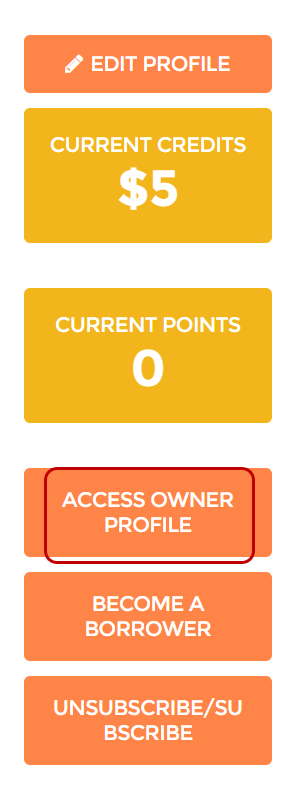 EDIT PROFILE
CURRENT CREDITS
$5
CURRENT POINTS
0
ACCESS OWNER
PROFILE
BECOME A
BORROWER
UNSUBSCRIBE/SU
BSCRIBE